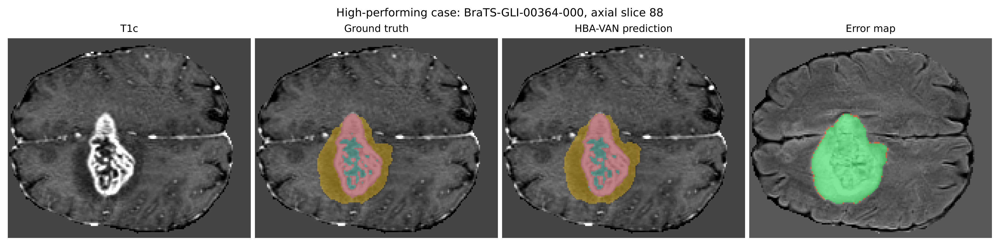 High-performing case: BraTS-GLI-00364-000, axial slice 88
T1c
Ground truth
HBA-VAN prediction
Error map